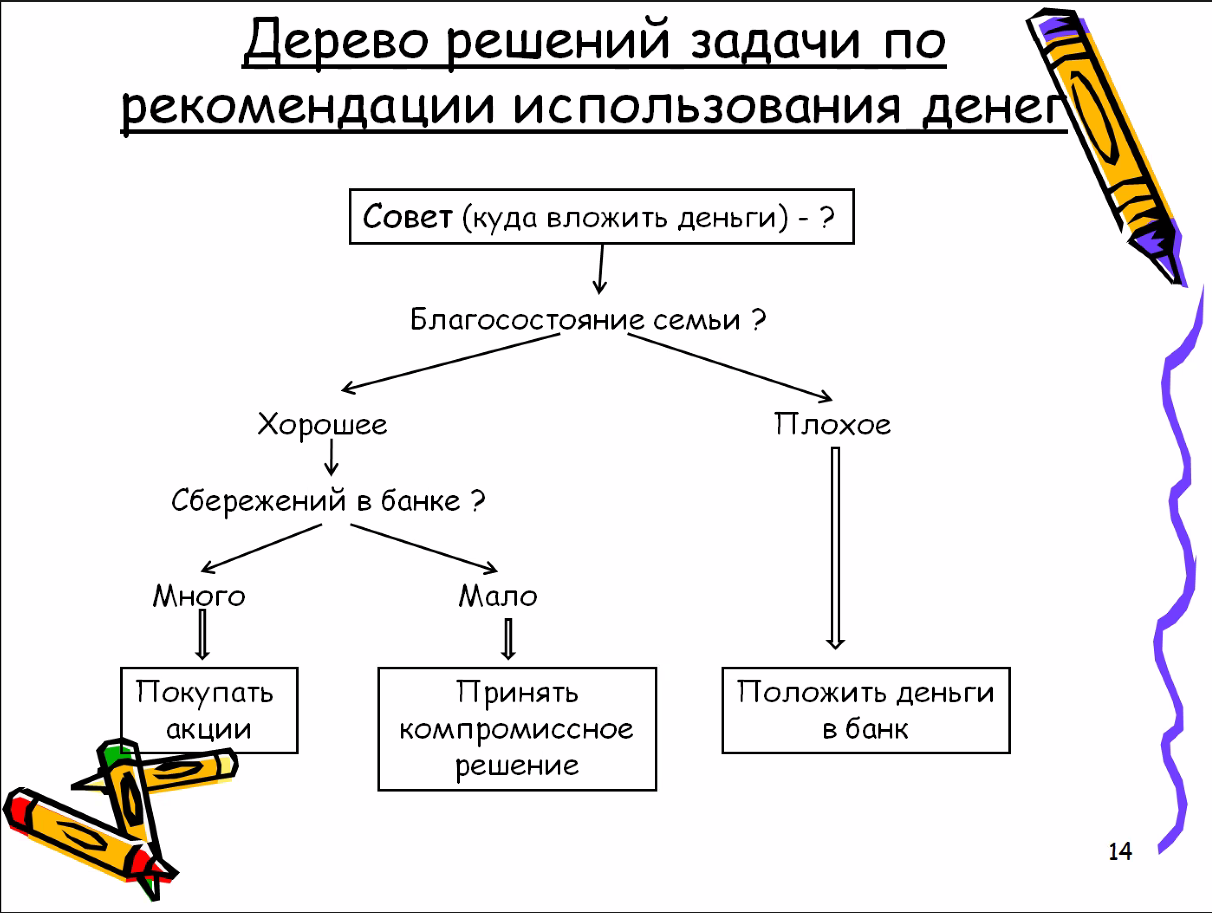 Дерево решений задачи по
рекомендации использования денег
Совет (куда вложить деньги) - ?
Благосостояние семьи ?
Хорошее
Плохое
Сбережений в банке ?
Много
Мало
Покупать
акции
Принять
компромиссное
решение
Положить деньги
в банк
14